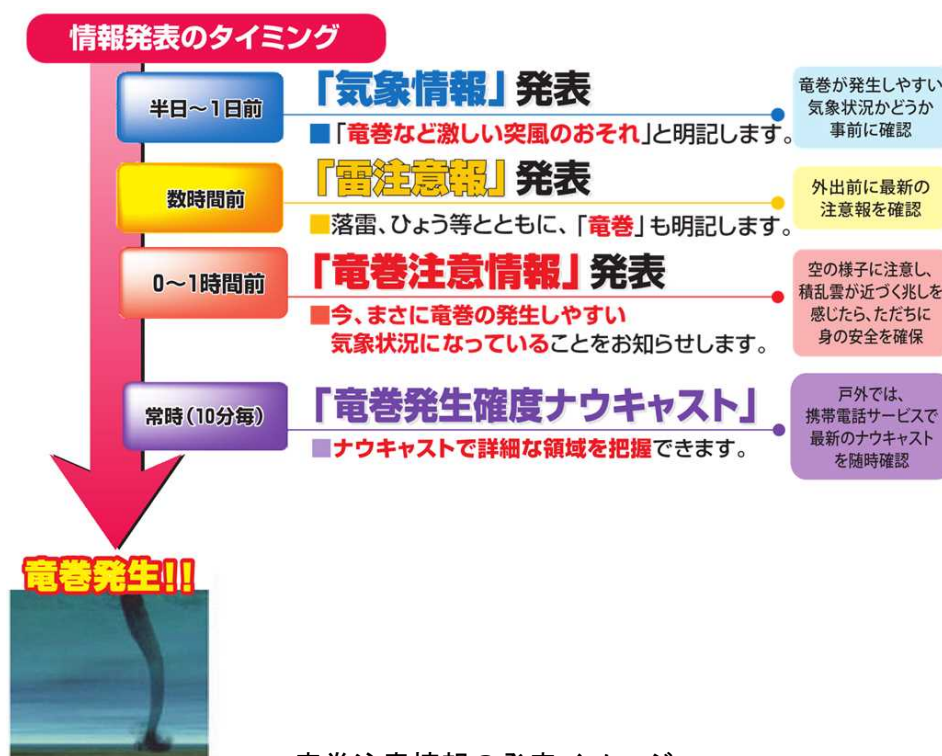 情報発表のタイミング
半日～1日前
「気象情報」発表
■「竜巻など激しい突風のおそれ」と明記します。
竜巻が発生しやすい
気象状況かどうか
事前に確認
数時間前
「雷注意報」発表
■落雷、ひょう等とともに、「竜巻」も明記します。
外出前に最新の
注意報を確認
0～1時間前
「竜巻注意情報」発表
■今、まさに竜巻の発生しやすい
気象状況になっていることをお知らせします。
空の様子に注意し、
積乱雲が近づく兆しを
感じたら、ただちに
身の安全を確保
常時（10分毎）
「竜巻発生確度ナウキャスト」
■ナウキャストで詳細な領域を把握できます。
戸外では、
携帯電話サービスで
最新のナウキャスト
を随時確認
竜巻発生!!
竜巻注意情報の発表イメージ